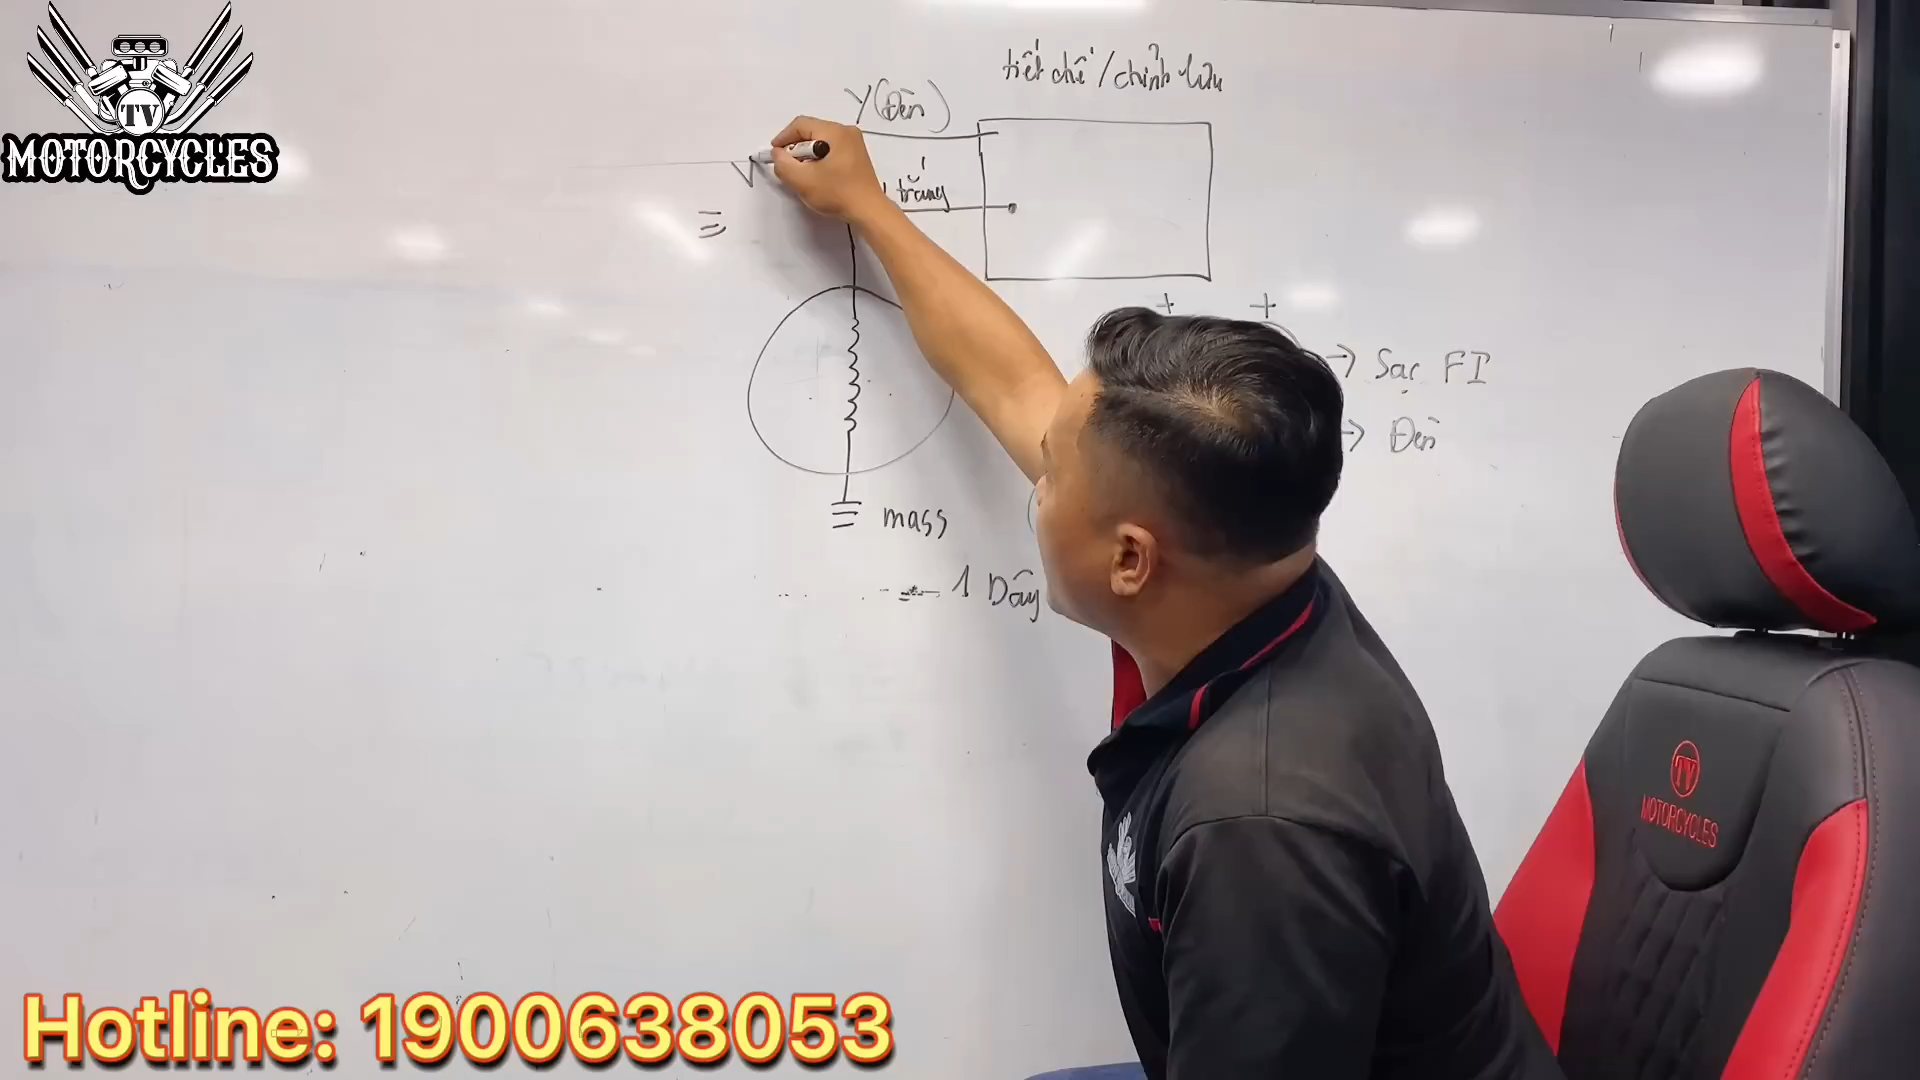 TV
MOTORCYCLES
tiết chế / chỉnh lưu
Y (Đèn)
trắng
+ +
→ Sạc FI
→ Đèn
mass
1 Dây
TV
MOTORCYCLES
Hotline: 1900638053